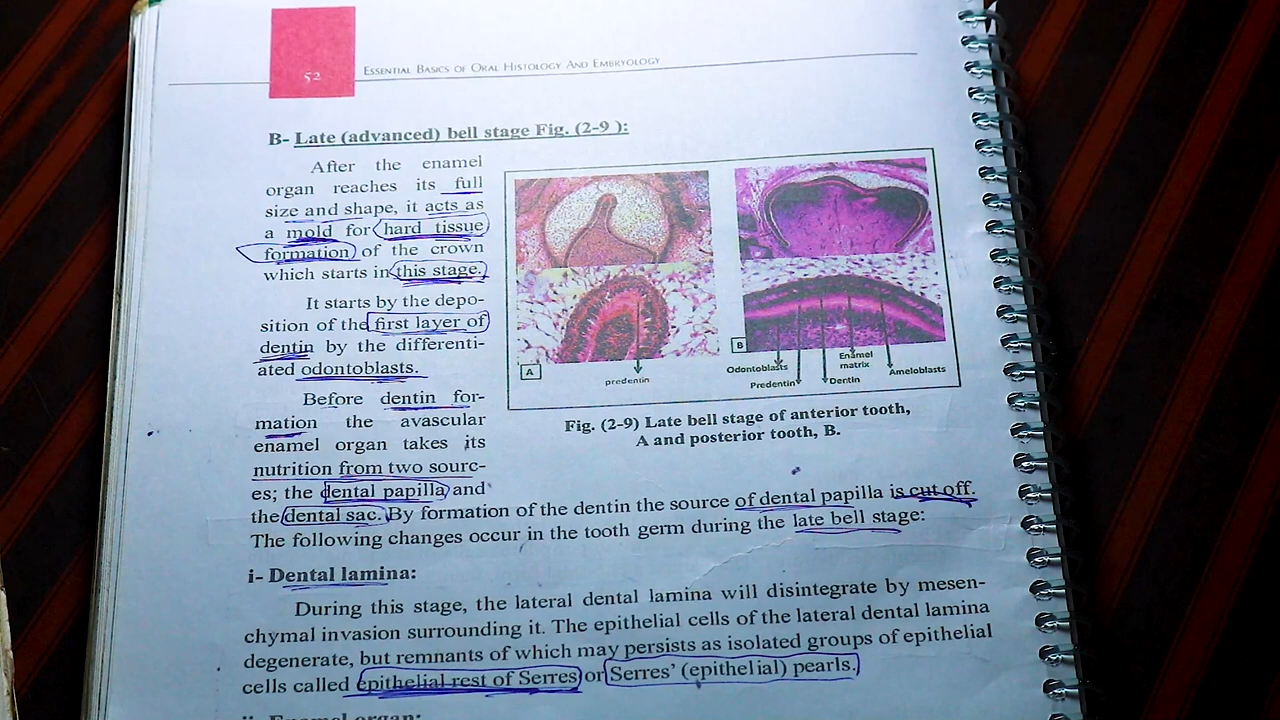 52
ESSENTIAL BASICS OF ORAL HISTOLOGY AND EMBRYOLOGY
B- Late (advanced) bell stage Fig. (2-9 ):
After the enamel
organ reaches its full
size and shape, it acts as
a mold for hard tissue
formation of the crown
which starts in this stage.
It starts by the depo-
sition of the first layer of
dentin by the differenti-
ated odontoblasts.
Before dentin for-
mation the avascular
enamel organ takes its
nutrition from two sourc-
es; the dental papilla and
the dental sac. By formation of the dentin the source of dental papilla is cut off.
The following changes occur in the tooth germ during the late bell stage:
A
predentin
B
Odontoblasts
Predentin
Dentin
Enamel
matrix
Ameloblasts
Fig. (2-9) Late bell stage of anterior tooth,
A and posterior tooth, B.
i- Dental lamina:
During this stage, the lateral dental lamina will disintegrate by mesen-
chymal invasion surrounding it. The epithelial cells of the lateral dental lamina
degenerate, but remnants of which may persists as isolated groups of epithelial
cells called epithelial rest of Serres or Serres' (epithelial) pearls.
ii- Enamel organ: